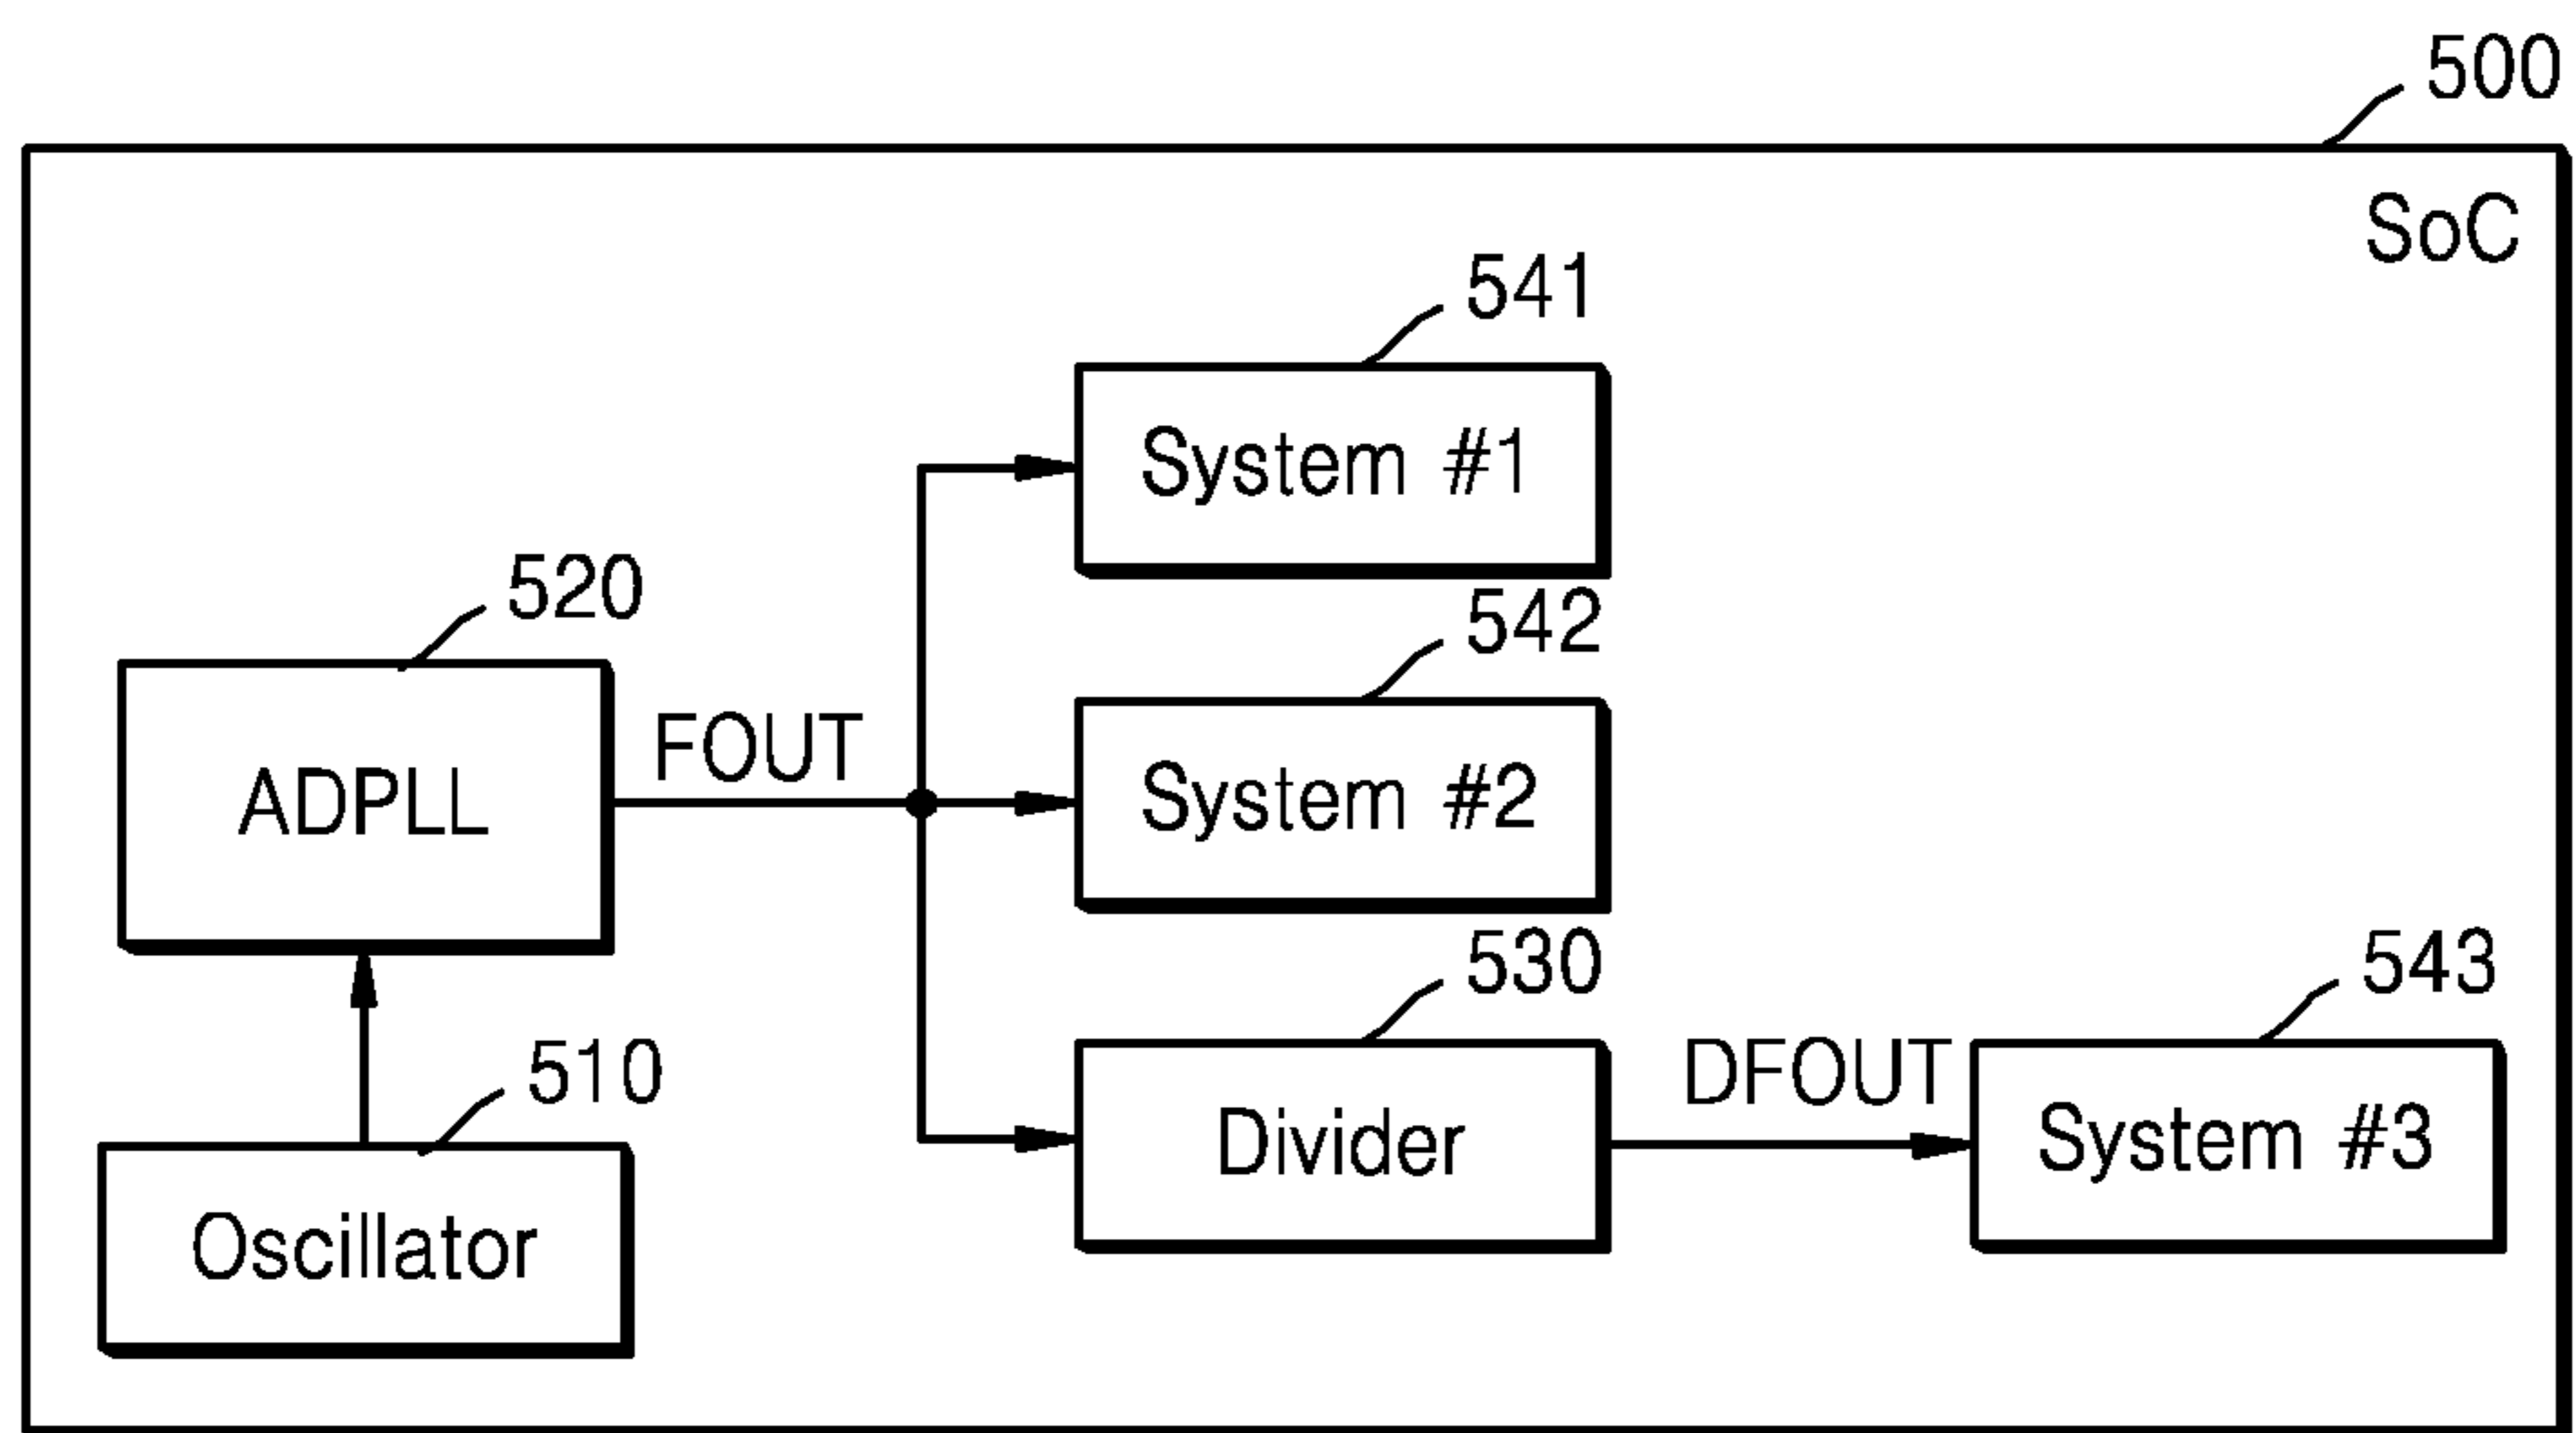 500
SoC
541
System #1
520
542
FOUT
ADPLL
System #2
530
543
510
DFOUT
Divider
System #3
Oscillator